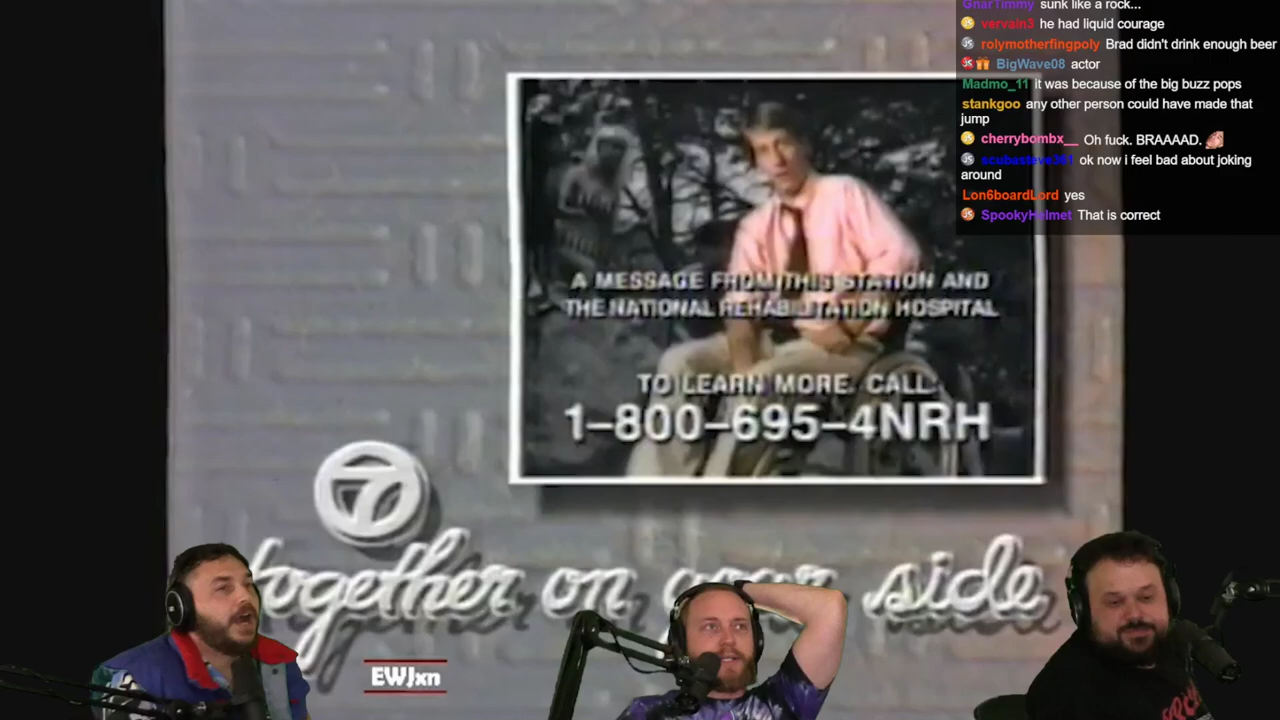 GnarTimmy sunk like a rock...
vervain3 he had liquid courage
rolymotherfingpoly Brad didn't drink enough beer
BigWave08 actor
Madmo_11 it was because of the big buzz pops
stankgoo any other person could have made that
jump
cherrybombx__ Oh fuck. BRAAAAD.
scubasteve361 ok now i feel bad about joking
around
Lon6boardLord yes
SpookyHelmet That is correct
A MESSAGE FROM THIS STATION AND
THE NATIONAL REHABILITATION HOSPITAL
TO LEARN MORE, CALL:
1-800-695-4NRH
7
together on your side
EWJxn